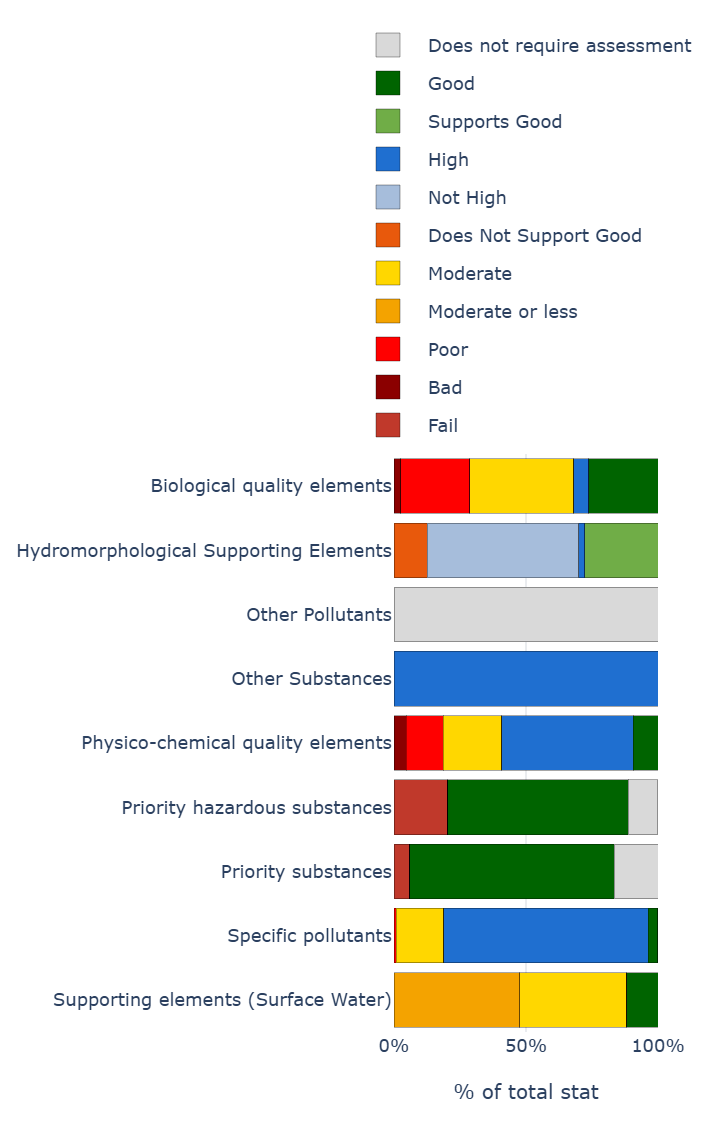 Does not require assessment
Good
Supports Good
High
Not High
Does Not Support Good
Moderate
Moderate or less
Poor
Bad
Fail
Biological quality elements
Hydromorphological Supporting Elements
Other Pollutants
Other Substances
Physico-chemical quality elements
Priority hazardous substances
Priority substances
Specific pollutants
Supporting elements (Surface Water)
0% 50% 100%
% of total stat